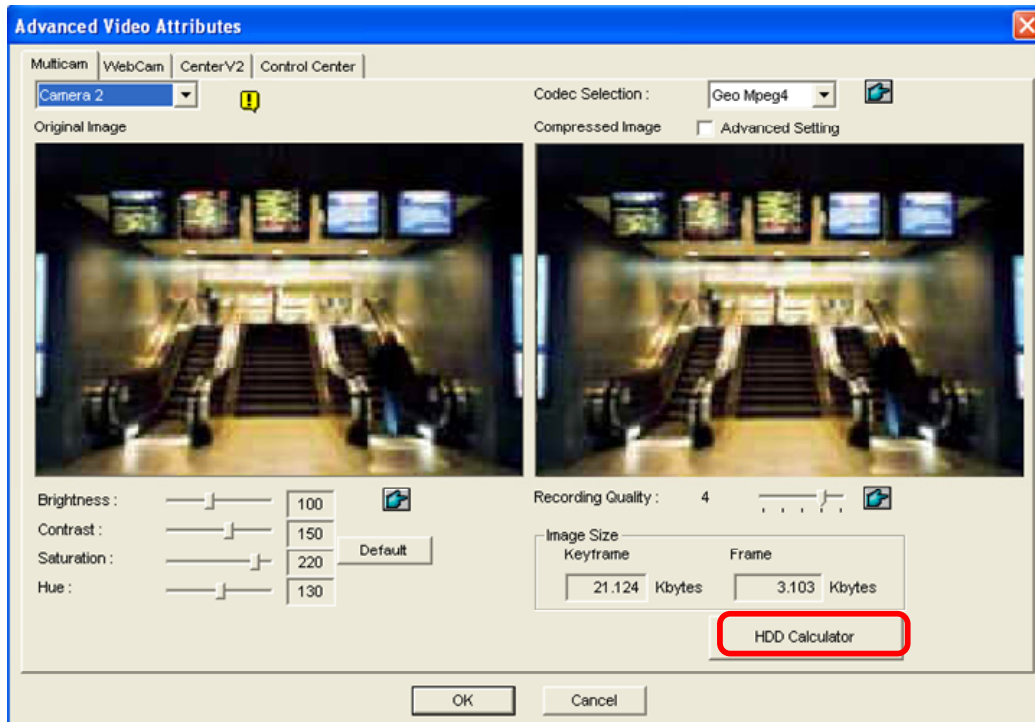 Advanced Video Attributes
Multicam WebCam CenterV2 Control Center
Camera 2
!
Codec Selection : Geo Mpeg4
Original Image
Compressed Image Advanced Setting
Brightness : 100
Contrast : 150
Saturation : 220
Hue : 130
Default
Recording Quality : 4
Image Size
Keyframe Frame
21.124 Kbytes 3.103 Kbytes
HDD Calculator
OK Cancel